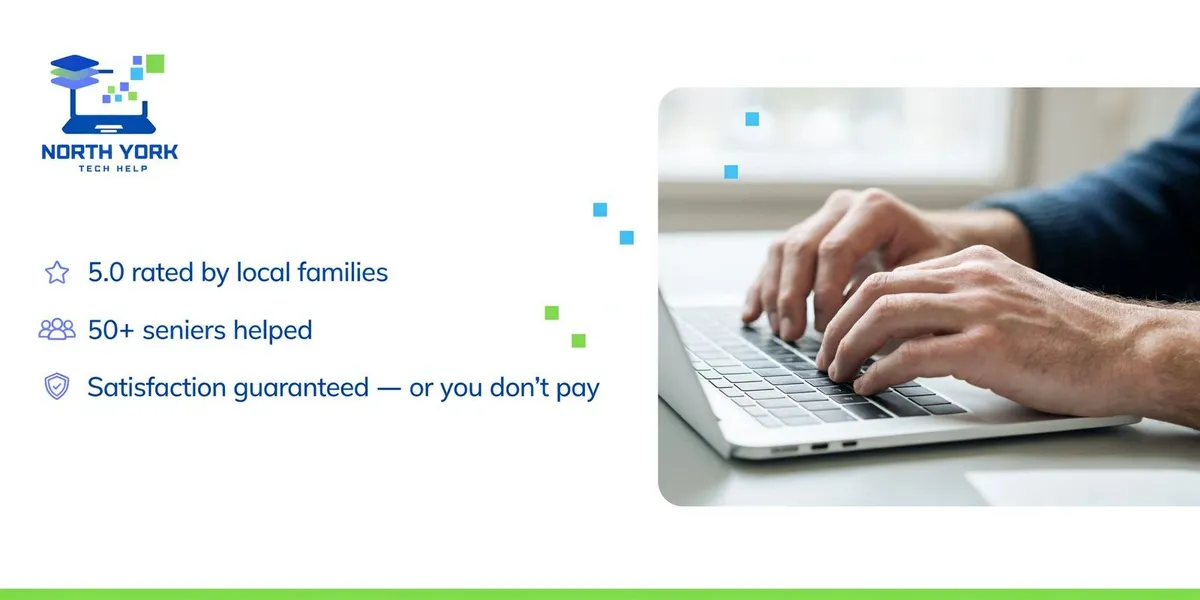 NORTH YORK
TECH HELP
5.0 rated by local families
50+ seniers helped
Satisfaction guaranteed — or you don’t pay